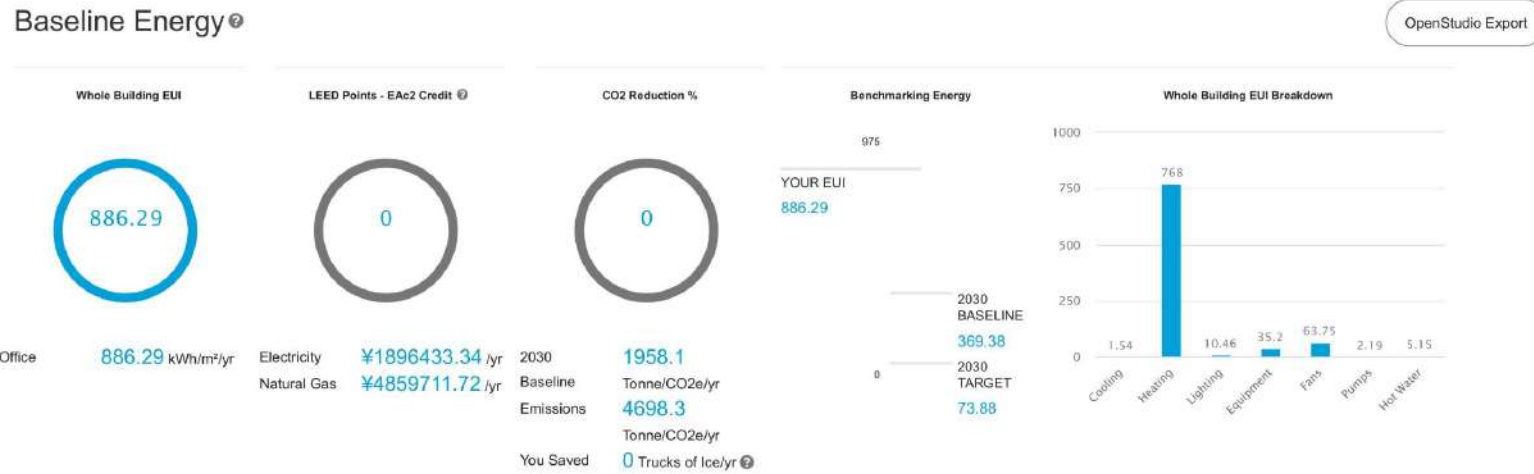 Baseline Energy
OpenStudio Export
Whole Building EUI
886.29
Office 886.29 kWh/m²/yr
LEED Points - EAc2 Credit
0
Electricity ¥1896433.34 /yr
Natural Gas ¥4859711.72 /yr
CO2 Reduction %
0
2030 1958.1
Baseline Tonne/CO2e/yr
Emissions 4698.3
Tonne/CO2e/yr
You Saved 0 Trucks of Ice/yr
Benchmarking Energy
975
YOUR EUI
886.29
2030
BASELINE
369.38
0
2030
TARGET
73.88
Whole Building EUI Breakdown
1000
750
500
250
0
1.54
768
10.46
35.2
63.75
2.19
5.15
Cooling
Heating
Lighting
Equipment
Fans
Pumps
Hot Water